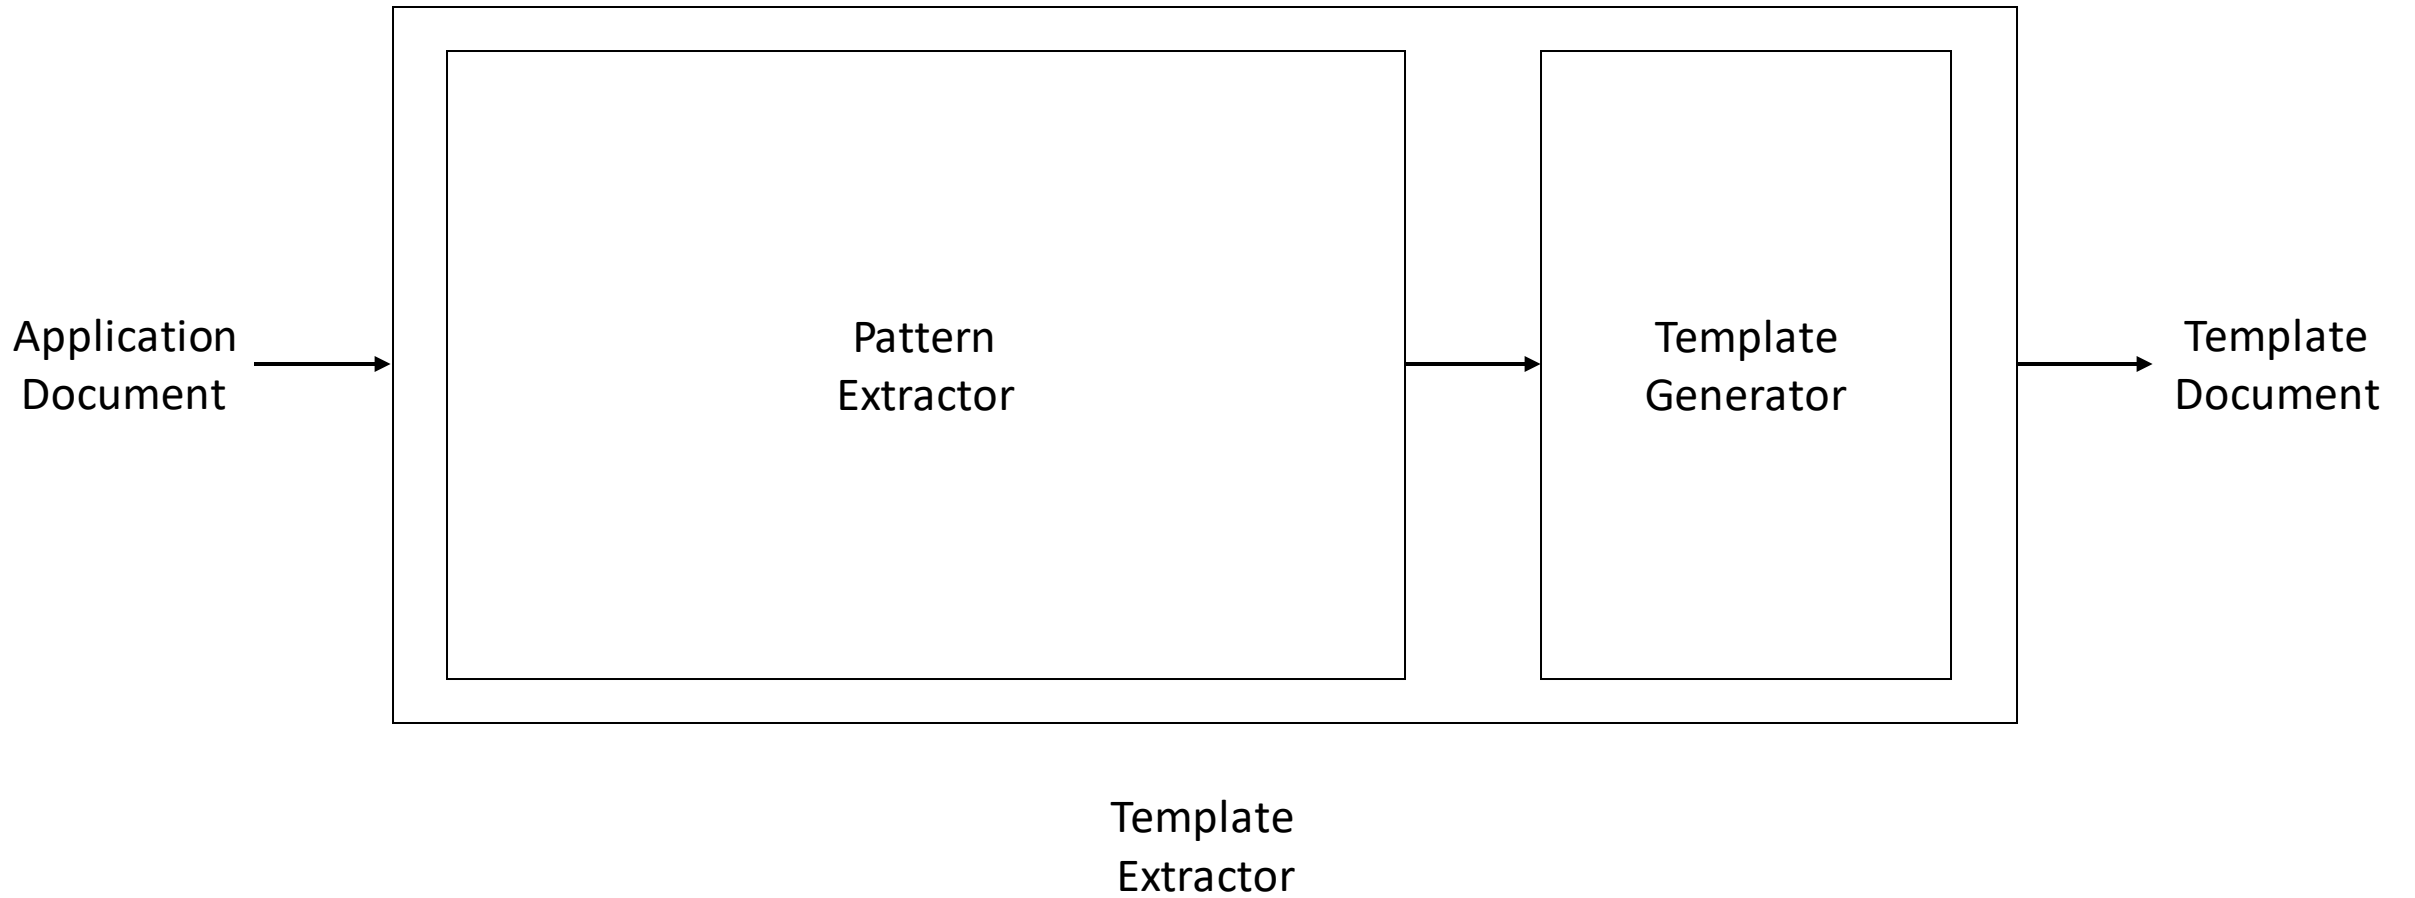 Application
Document
Pattern
Extractor
Template
Generator
Template
Document
Template
Extractor